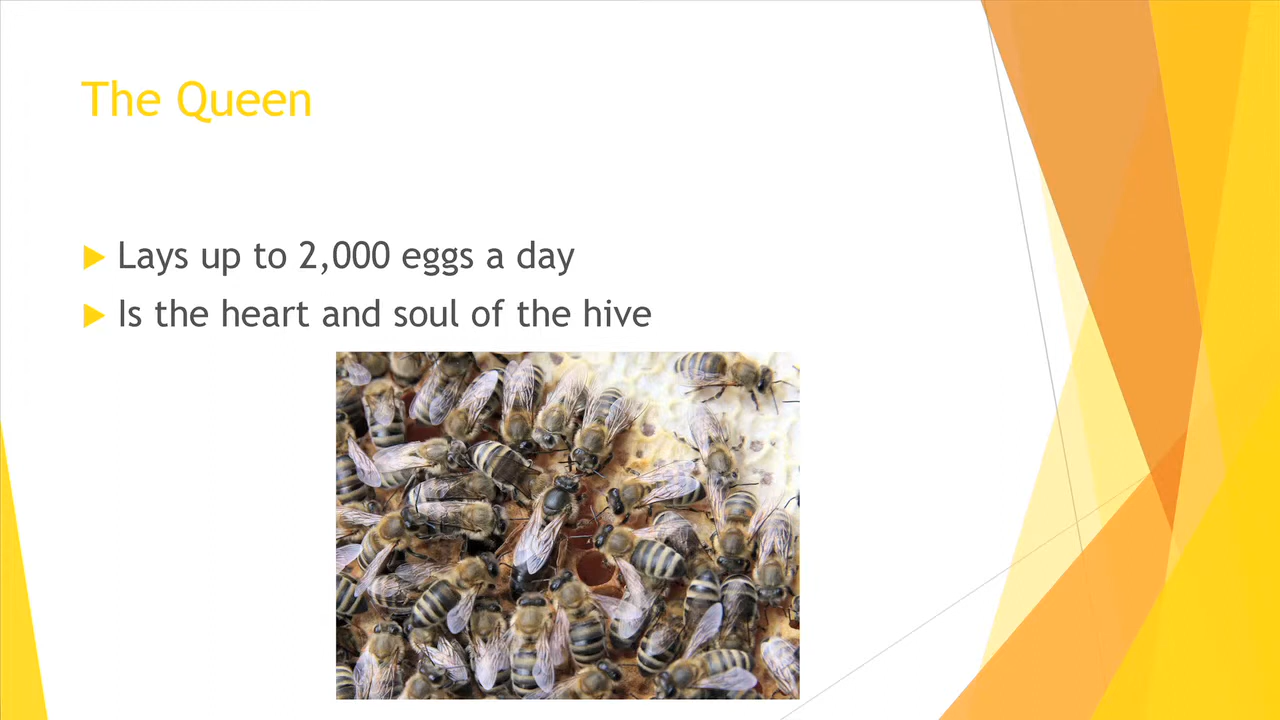 The Queen
Lays up to 2,000 eggs a day
Is the heart and soul of the hive